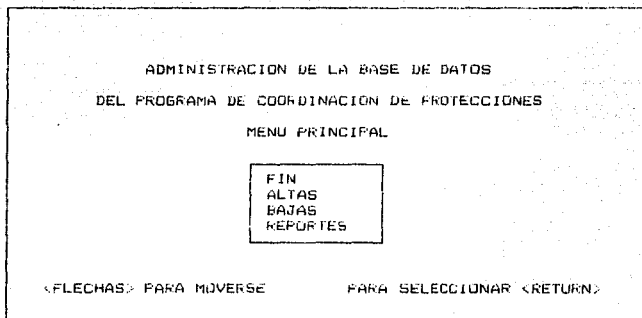 ADMINISTRACION DE LA BASE DE DATOS
DEL PROGRAMA DE COORDINACION DE PROTECCIONES
MENU PRINCIPAL
FIN
ALTAS
BAJAS
REPORTES
<FLECHAS> PARA MOVERSE PARA SELECCIONAR <RETURN>